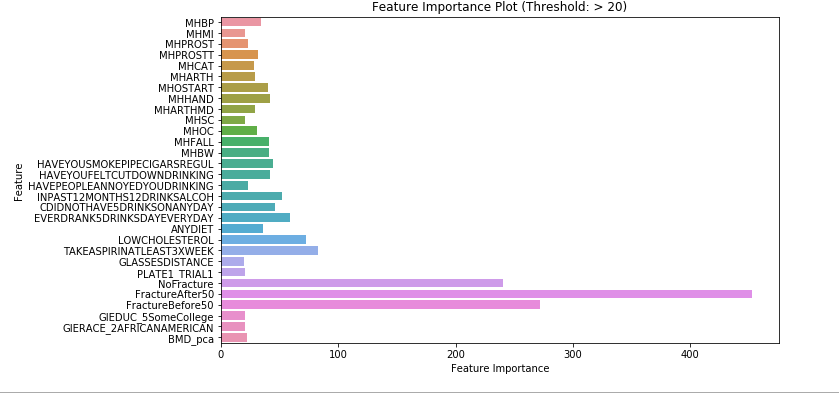 Feature Importance Plot (Threshold: > 20)
MHBP
MHMI
MHPROST
MHPROSTT
MHCAT
MHARTH
MHOSTART
MHHAND
MHARTHMD
MHSC
MHOC
MHFALL
MHBW
HAVEYOUSMOKEPIPECIGARSREGUL
HAVEYOUFELTCUTDOWNDRINKING
HAVEPEOPLEANNOYEDYOUDRINKING
INPAST12MONTHS12DRINKSALCOH
CDIDNOTHAVE5DRINKSONANYDAY
EVERDRANK5DRINKSDAYEVERYDAY
ANYDIET
LOWCHOLESTEROL
TAKEASPIRINATLEAST3XWEEK
GLASSESDISTANCE
PLATE1_TRIAL1
NoFracture
FractureAfter50
FractureBefore50
GIEDUC_5SomeCollege
GIERACE_2AFRICANAMERICAN
BMD_pca
Feature
0 100 200 300 400
Feature Importance